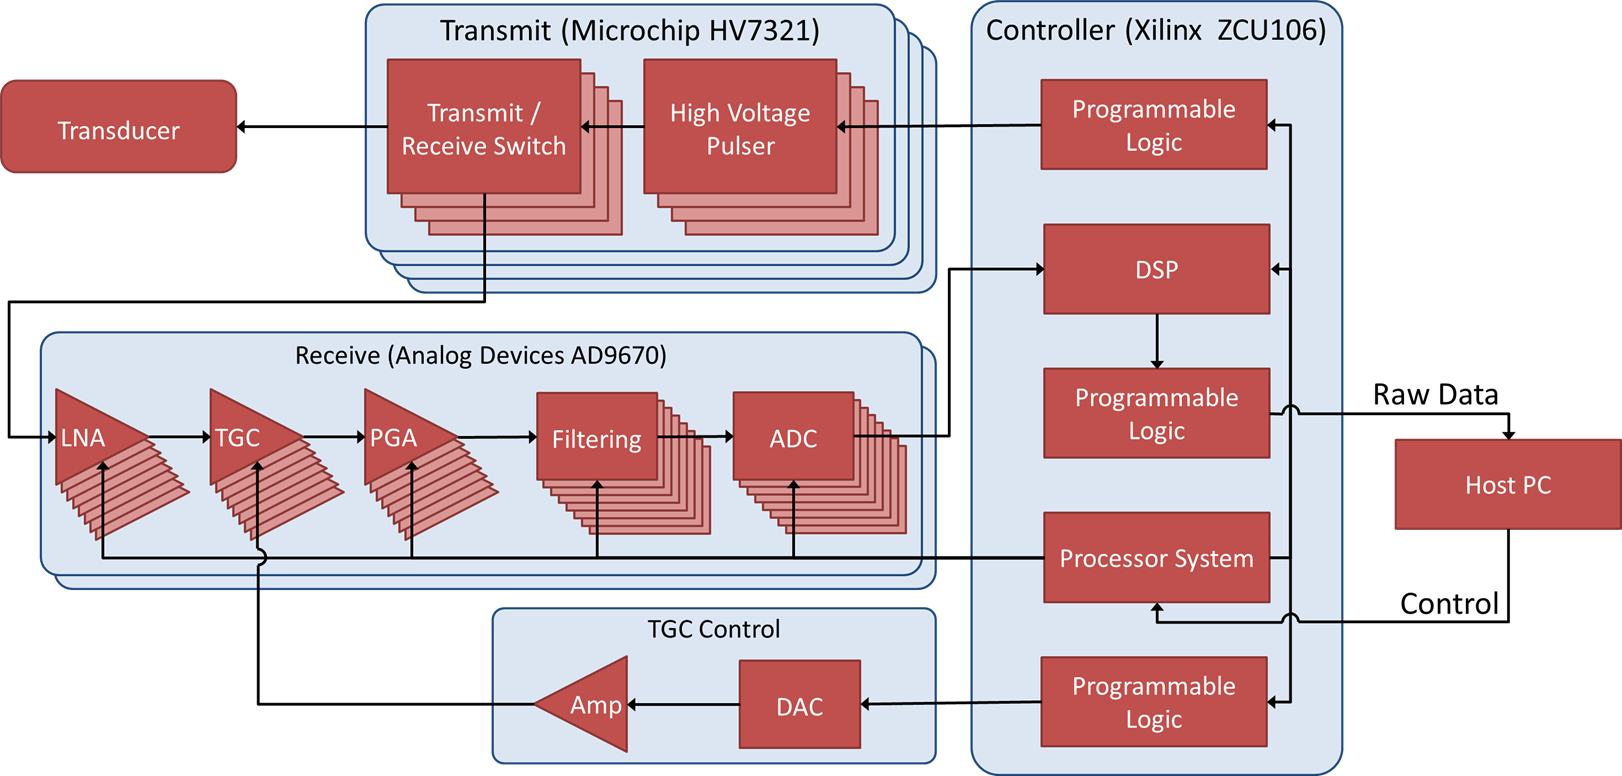 Transmit (Microchip HV7321)
Controller (Xilinx ZCU106)
Transducer
Transmit /
Receive Switch
High Voltage
Pulser
Programmable
Logic
DSP
Receive (Analog Devices AD9670)
LNA
TGC
PGA
Filtering
ADC
Programmable
Logic
Raw Data
Host PC
Processor System
Control
TGC Control
Amp
DAC
Programmable
Logic